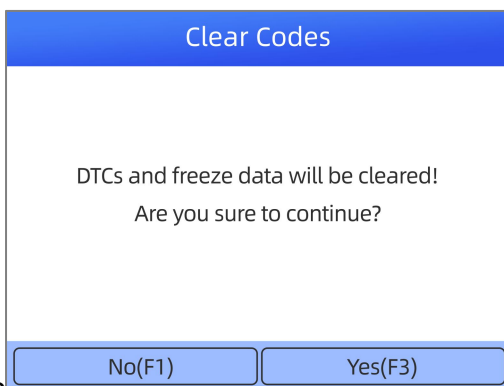 Clear Codes
DTCs and freeze data will be cleared!
Are you sure to continue?
No(F1) Yes(F3)